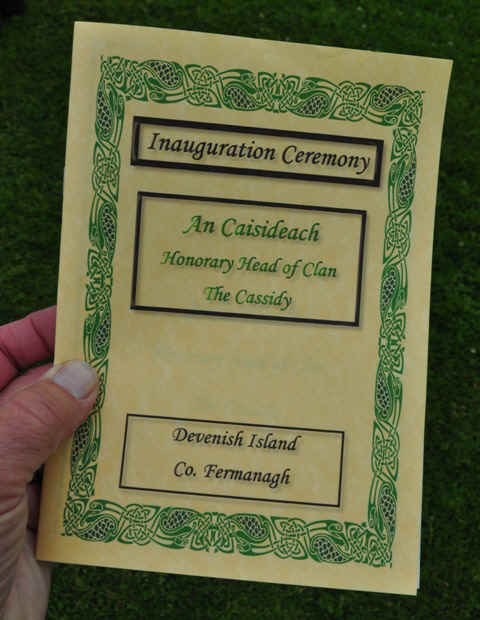 Inauguration Ceremony
An Caisideach
Honorary Head of Clan
The Cassidy
Devenish Island
Co. Fermanagh